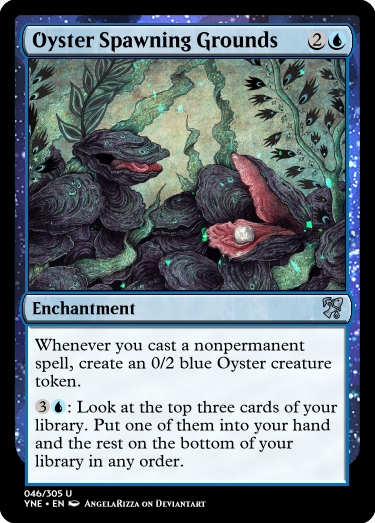 Oyster Spawning Grounds 2
Enchantment
Whenever you cast a nonpermanent
spell, create an 0/2 blue Oyster creature
token.
3: Look at the top three cards of your
library. Put one of them into your hand
and the rest on the bottom of your
library in any order.
046/305 U
YNE • EN AngelaRizza on Deviantart